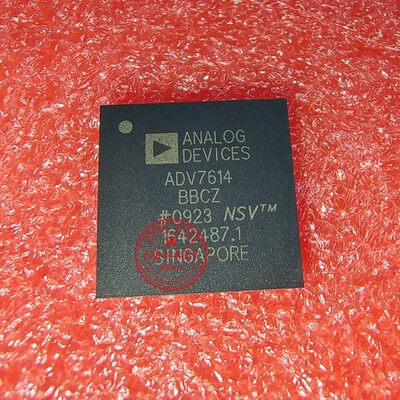 ANALOG
DEVICES
ADV7614
BBCZ
#0923 NSV™
1542487.1
SINGAPORE